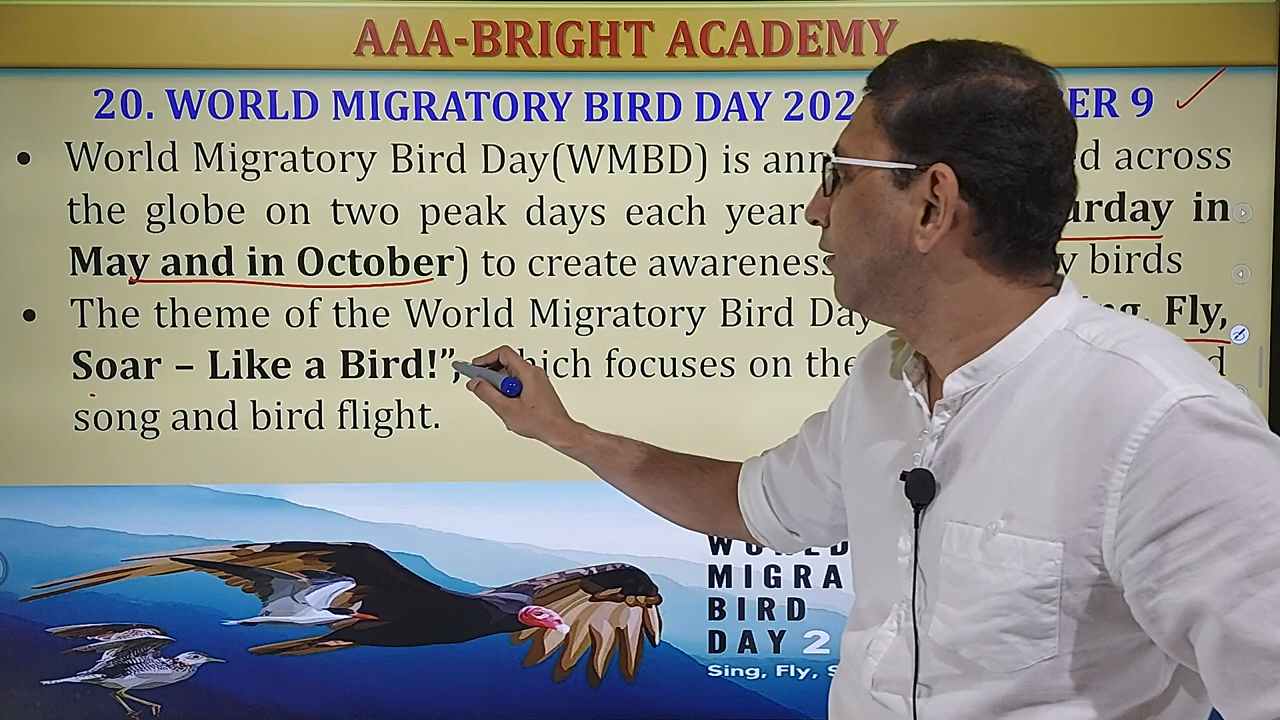 AAA-BRIGHT ACADEMY
20. WORLD MIGRATORY BIRD DAY 202 ER 9
• World Migratory Bird Day(WMBD) is ann d across
the globe on two peak days each year urday in
May and in October) to create awareness y birds
• The theme of the World Migratory Bird Day ng, Fly,
Soar – Like a Bird!”, hich focuses on the d
song and bird flight.
WORLD
MIGRA
BIRD
DAY 2
Sing, Fly, S